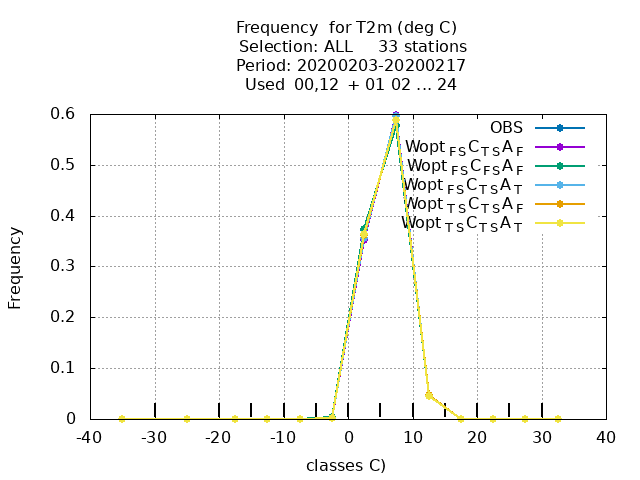 Frequency  for T2m (deg C)
Selection: ALL     33 stations
Period: 20200203-20200217
Used  00,12  + 01 02 ... 24
0.6
0.5
0.4
0.3
0.2
0.1
0
Frequency
OBS
Wopt FS C TS A F
Wopt FS C FS A F
Wopt FS C TS A T
Wopt TS C TS A F
Wopt TS C TS A T
-40 -30 -20 -10 0 10 20 30 40
classes C)